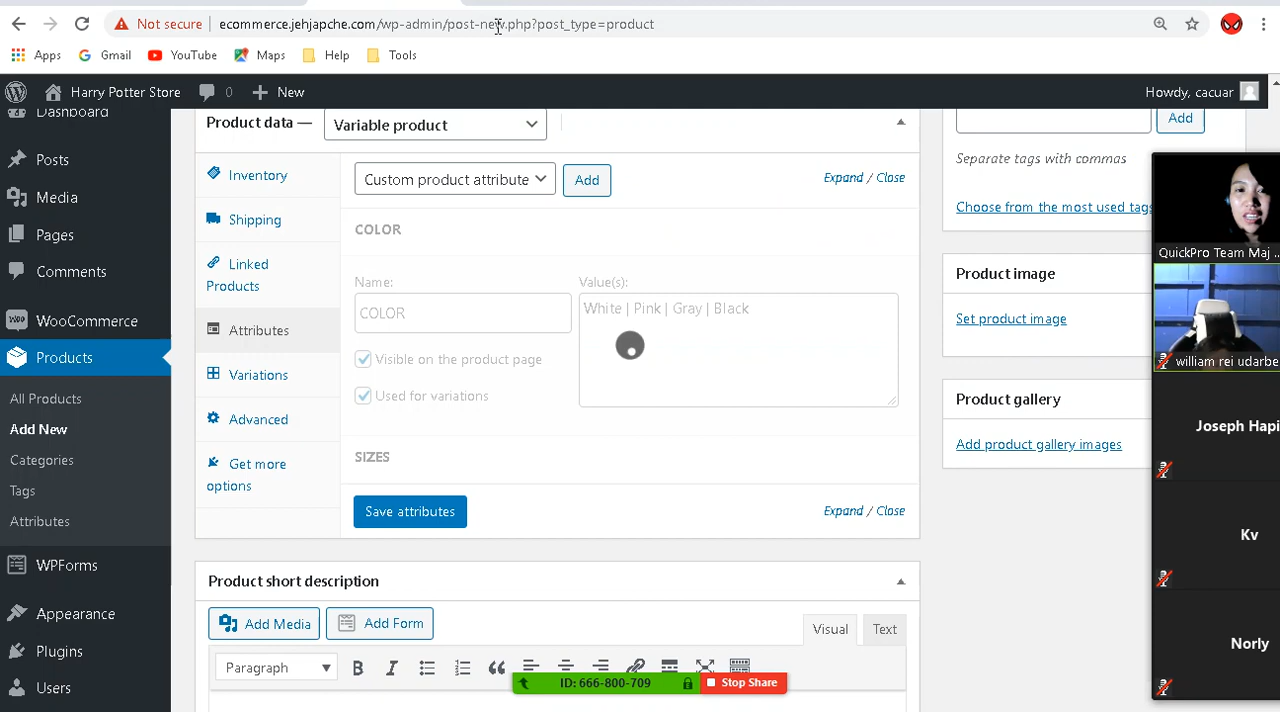 Not secure ecommerce.jehjapche.com/wp-admin/post-new.php?post_type=product
Apps Gmail YouTube Maps Help Tools
Harry Potter Store 0 New Howdy, cacuar
Dashboard
Posts
Media
Pages
Comments
WooCommerce
Products
All Products
Add New
Categories
Tags
Attributes
WPForms
Appearance
Plugins
Users
Product data — Variable product
Inventory
Shipping
Linked
Products
Attributes
Variations
Advanced
Get more
options
Custom product attribute Add Expand / Close
COLOR
Name: Value(s):
COLOR White | Pink | Gray | Black
Visible on the product page
Used for variations
SIZES
Save attributes Expand / Close
Product short description
Add Media Add Form Visual Text
Paragraph B I
ID: 666-800-709 Stop Share
Add
Separate tags with commas
Choose from the most used tags
Product image
Set product image
Product gallery
Add product gallery images
QuickPro Team Maj ...
william rei udarbe
Joseph Hapi
Kv
Norly